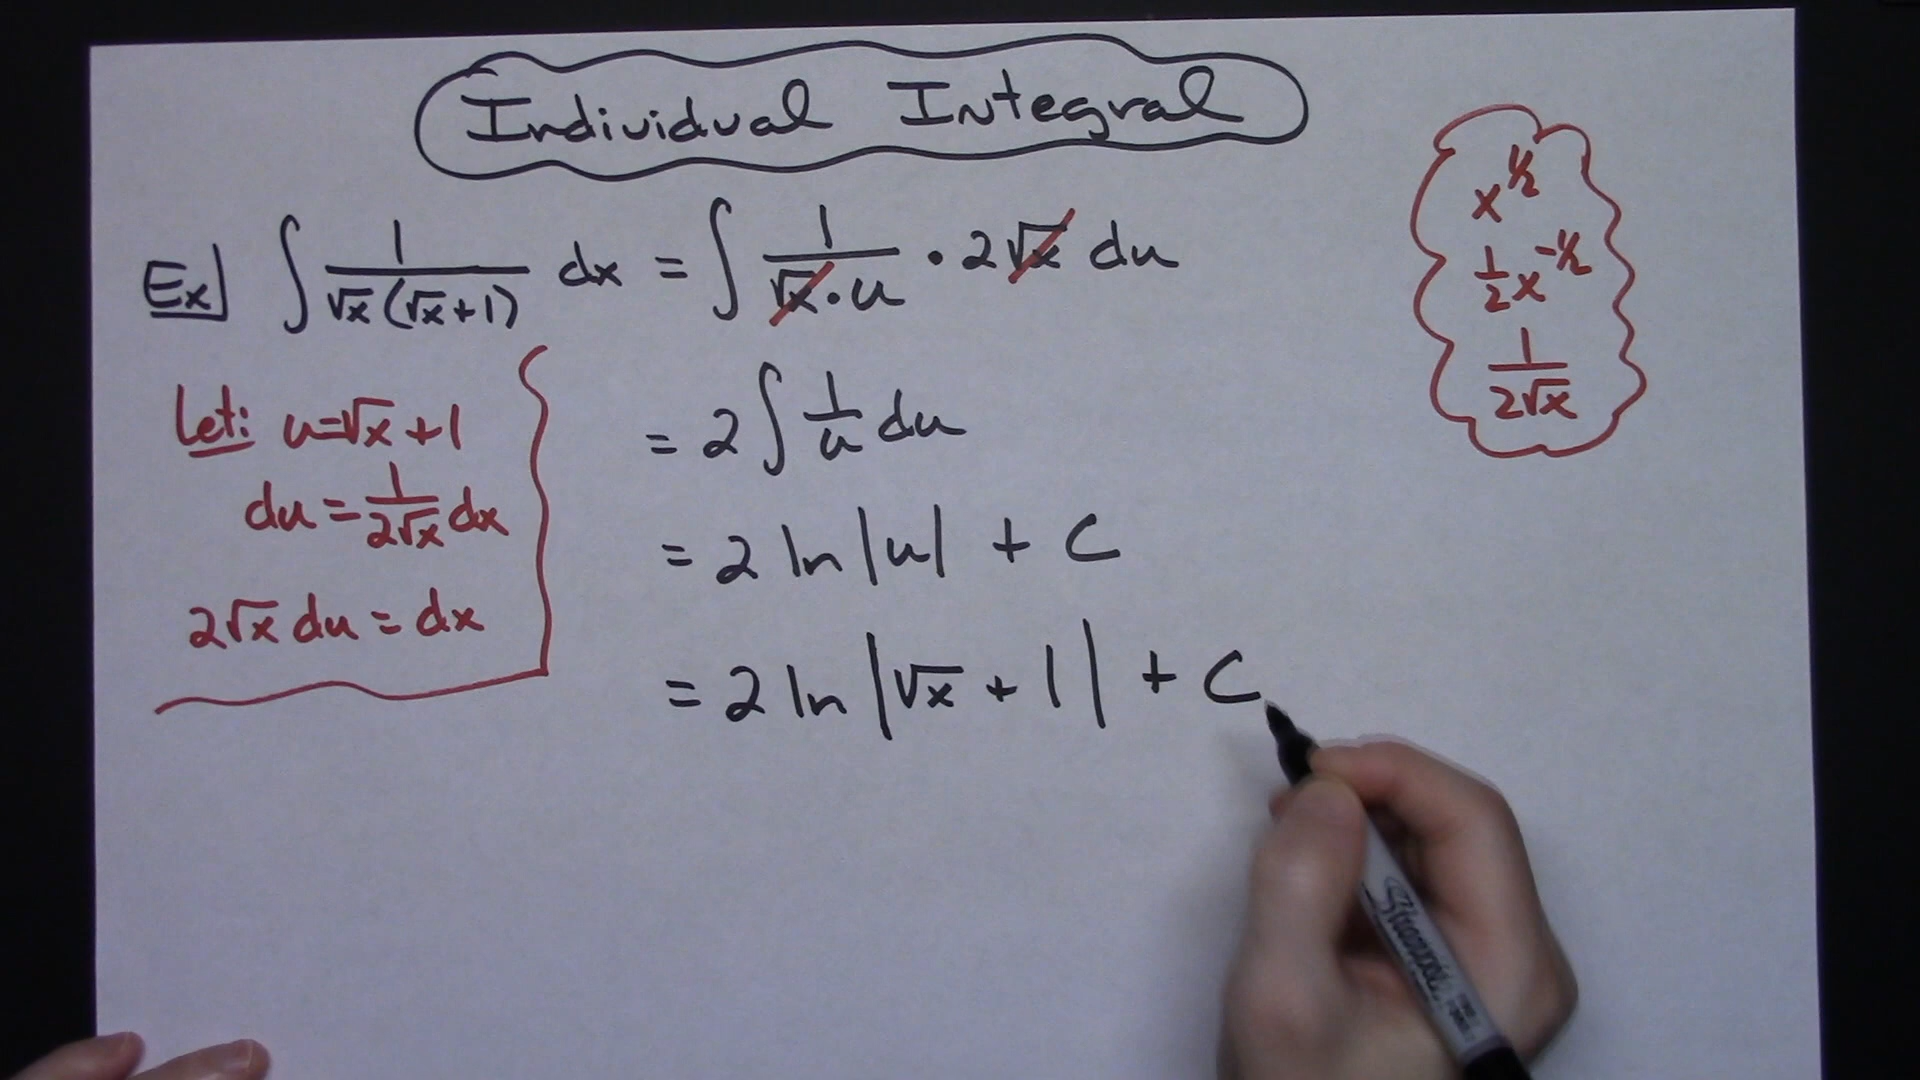 Individual Integral
Ex] ∫ 1/(√x(√x+1)) dx = ∫ 1/(√x·u) · 2√x du
Let: u=√x+1
du = 1/(2√x) dx
2√x du = dx
= 2∫ 1/u du
= 2 ln|u| + C
= 2 ln|√x + 1| + C
x^½
½x^-½
1/(2√x)
Sharpie